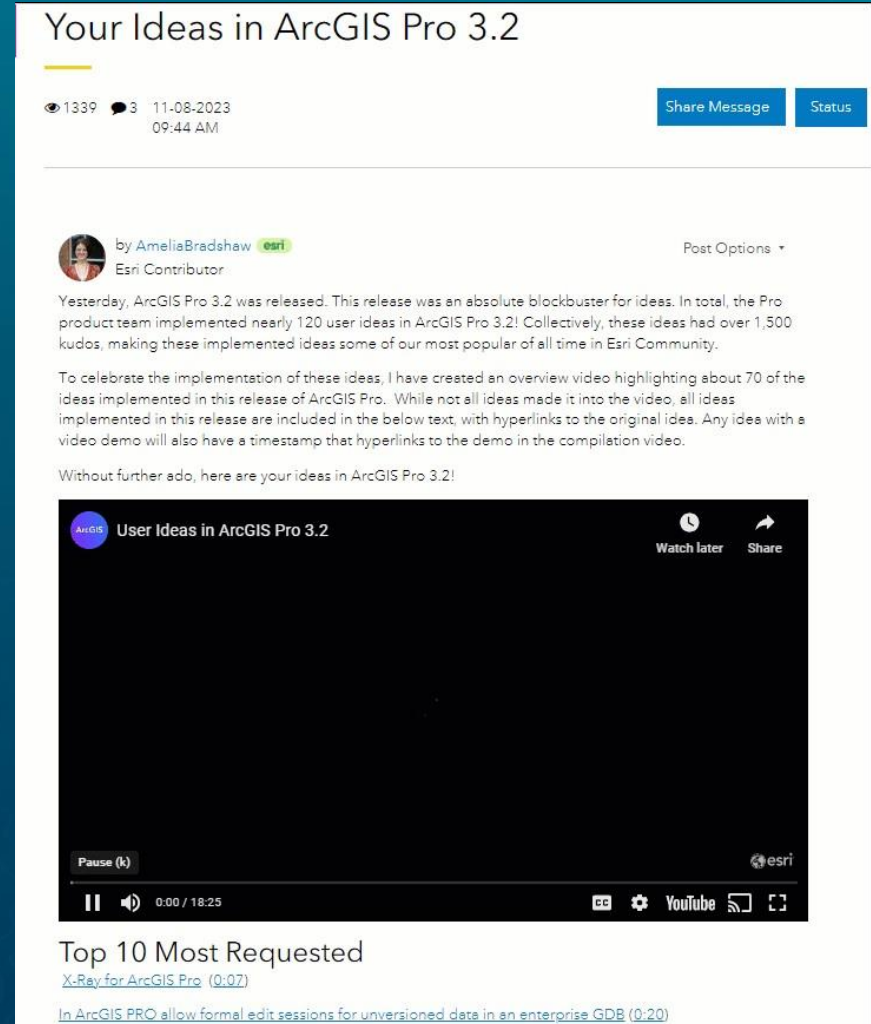 Your Ideas in ArcGIS Pro 3.2
1339 3 11-08-2023
09:44 AM
Share Message
Status
by AmeliaBradshaw esri
Esri Contributor
Post Options
Yesterday, ArcGIS Pro 3.2 was released. This release was an absolute blockbuster for ideas. In total, the Pro
product team implemented nearly 120 user ideas in ArcGIS Pro 3.2! Collectively, these ideas had over 1,500
kudos, making these implemented ideas some of our most popular of all time in Esri Community.
To celebrate the implementation of these ideas, I have created an overview video highlighting about 70 of the
ideas implemented in this release of ArcGIS Pro. While not all ideas made it into the video, all ideas
implemented in this release are included in the below text, with hyperlinks to the original idea. Any idea with a
video demo will also have a timestamp that hyperlinks to the demo in the compilation video.
Without further ado, here are your ideas in ArcGIS Pro 3.2!
ArcGIS User Ideas in ArcGIS Pro 3.2
Watch later Share
Pause (k)
esri
0:00 / 18:25
CC YouTube
Top 10 Most Requested
X-Ray for ArcGIS Pro (0:07)
In ArcGIS PRO allow formal edit sessions for unversioned data in an enterprise GDB (0:20)